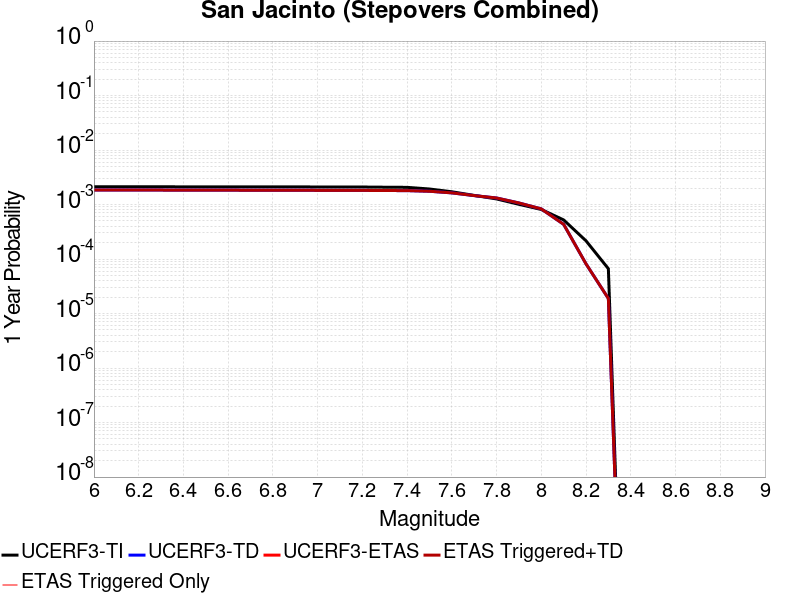 San Jacinto (Stepovers Combined)
10^0
10^-1
10^-2
10^-3
10^-4
10^-5
10^-6
10^-7
10^-8
1 Year Probability
6 6.2 6.4 6.6 6.8 7 7.2 7.4 7.6 7.8 8 8.2 8.4 8.6 8.8 9
Magnitude
UCERF3-TI UCERF3-TD UCERF3-ETAS ETAS Triggered+TD
ETAS Triggered Only